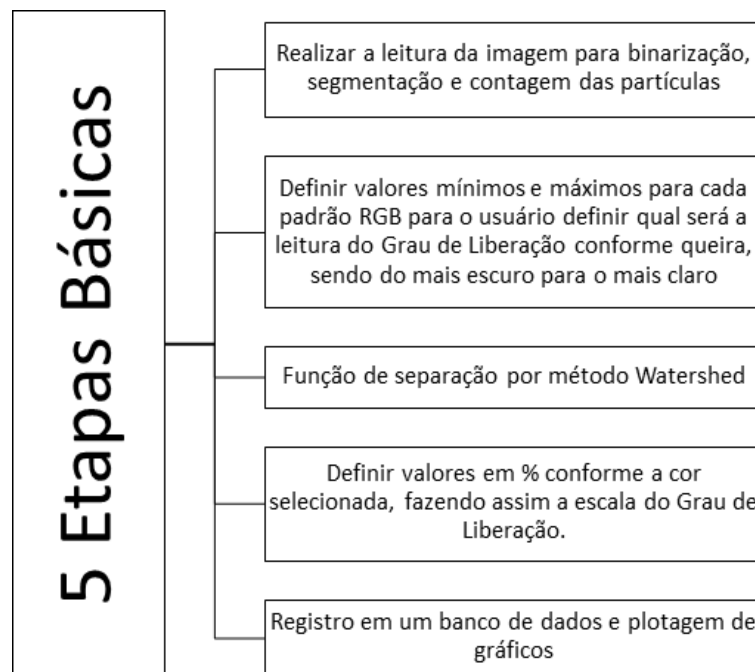 5 Etapas Básicas
Realizar a leitura da imagem para binarização,
segmentação e contagem das partículas
Definir valores mínimos e máximos para cada
padrão RGB para o usuário definir qual será a
leitura do Grau de Liberação conforme queira,
sendo do mais escuro para o mais claro
Função de separação por método Watershed
Definir valores em % conforme a cor
selecionada, fazendo assim a escala do Grau de
Liberação.
Registro em um banco de dados e plotagem de
gráficos